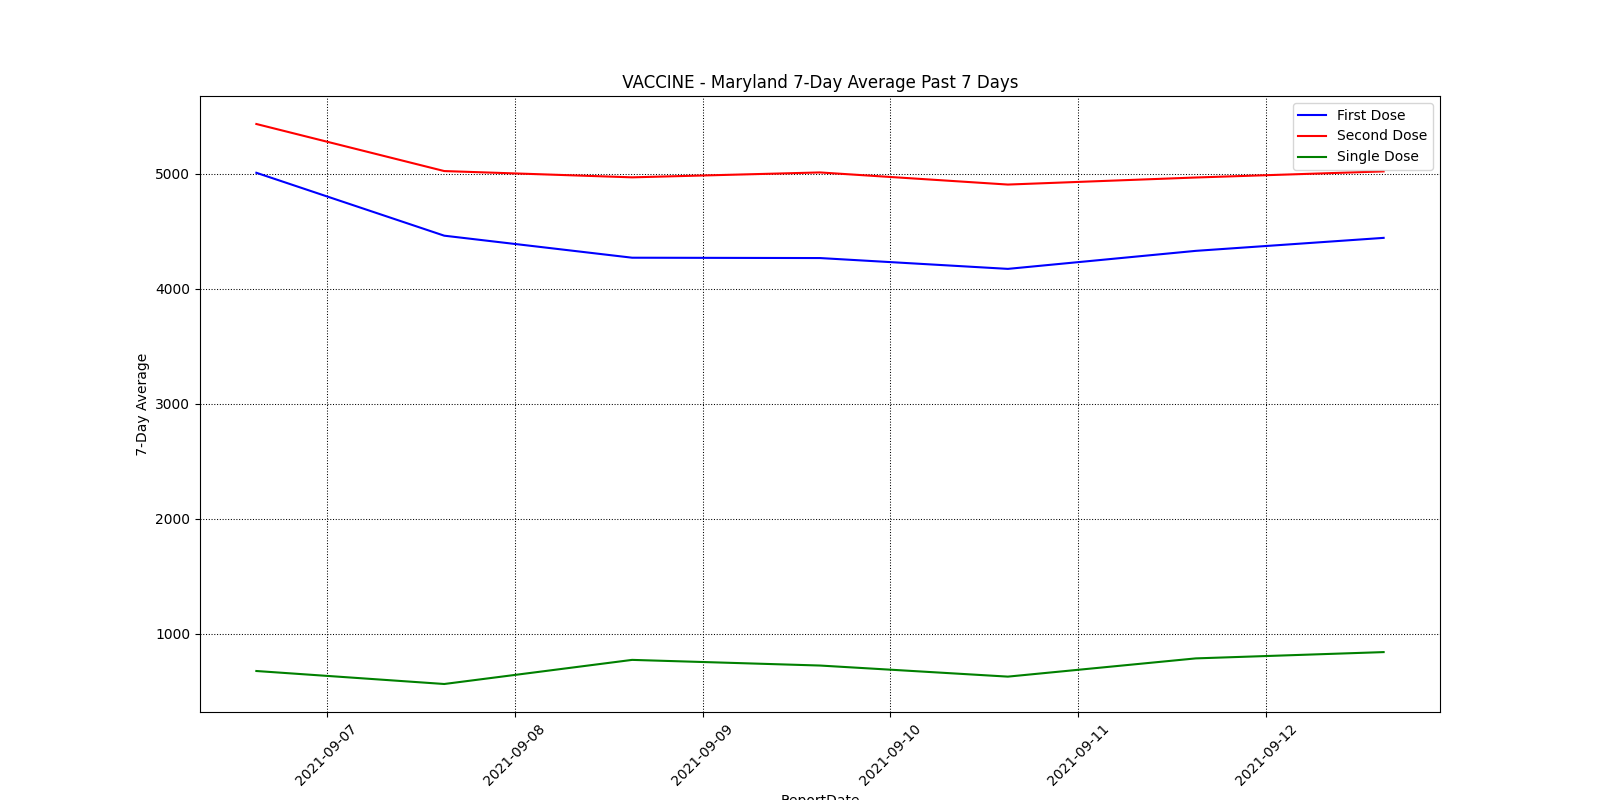 VACCINE - Maryland 7-Day Average Past 7 Days
First Dose
Second Dose
Single Dose
7-Day Average
5000
4000
3000
2000
1000
2021-09-07
2021-09-08
2021-09-09
2021-09-10
2021-09-11
2021-09-12
ReportDate